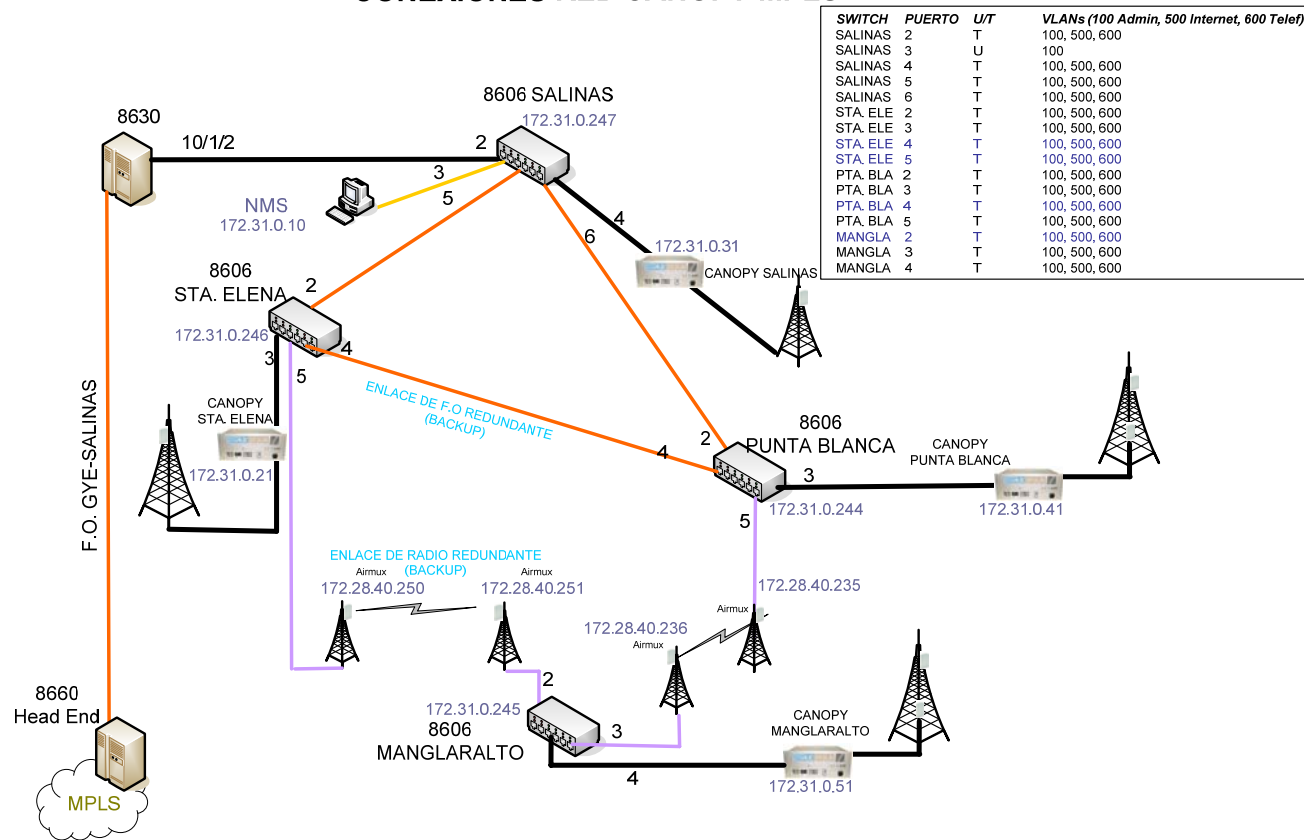 SWITCH PUERTO U/T VLANs (100 Admin, 500 Internet, 600 Telef)
SALINAS 2 T 100, 500, 600
SALINAS 3 U 100
SALINAS 4 T 100, 500, 600
SALINAS 5 T 100, 500, 600
SALINAS 6 T 100, 500, 600
STA. ELE 2 T 100, 500, 600
STA. ELE 3 T 100, 500, 600
STA. ELE 4 T 100, 500, 600
STA. ELE 5 T 100, 500, 600
PTA. BLA 2 T 100, 500, 600
PTA. BLA 3 T 100, 500, 600
PTA. BLA 4 T 100, 500, 600
PTA. BLA 5 T 100, 500, 600
MANGLA 2 T 100, 500, 600
MANGLA 3 T 100, 500, 600
MANGLA 4 T 100, 500, 600
8606 SALINAS
172.31.0.247
8630
10/1/2
2
3
5
4
6
NMS
172.31.0.10
172.31.0.31
CANOPY SALINAS
8606
STA. ELENA
2
172.31.0.246
3
5
4
ENLACE DE F.O REDUNDANTE
(BACKUP)
CANOPY
STA. ELENA
172.31.0.21
F.O. GYE-SALINAS
2
4
8606
PUNTA BLANCA
3
5
172.31.0.244
CANOPY
PUNTA BLANCA
172.31.0.41
ENLACE DE RADIO REDUNDANTE
(BACKUP)
Airmux
172.28.40.250
Airmux
172.28.40.251
172.28.40.235
Airmux
172.28.40.236
Airmux
8660
Head End
MPLS
2
172.31.0.245
8606
MANGLARALTO
3
4
CANOPY
MANGLARALTO
172.31.0.51